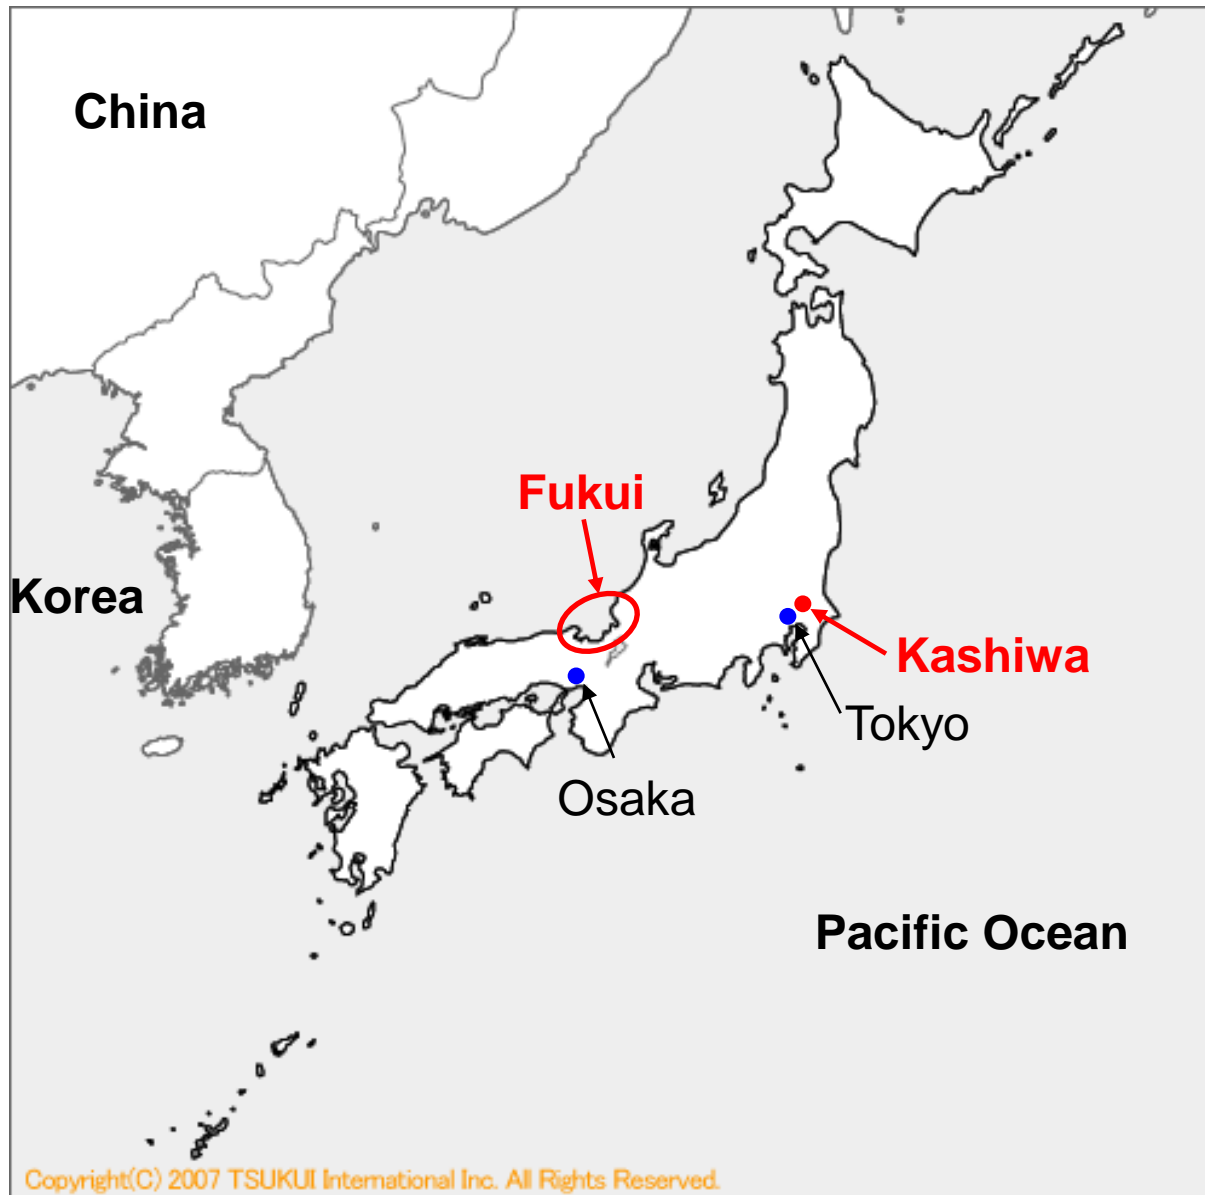 China
Fukui
Korea
Kashiwa
Tokyo
Osaka
Pacific Ocean
Copyright(C) 2007 TSUKUI International Inc. All Rights Reserved.